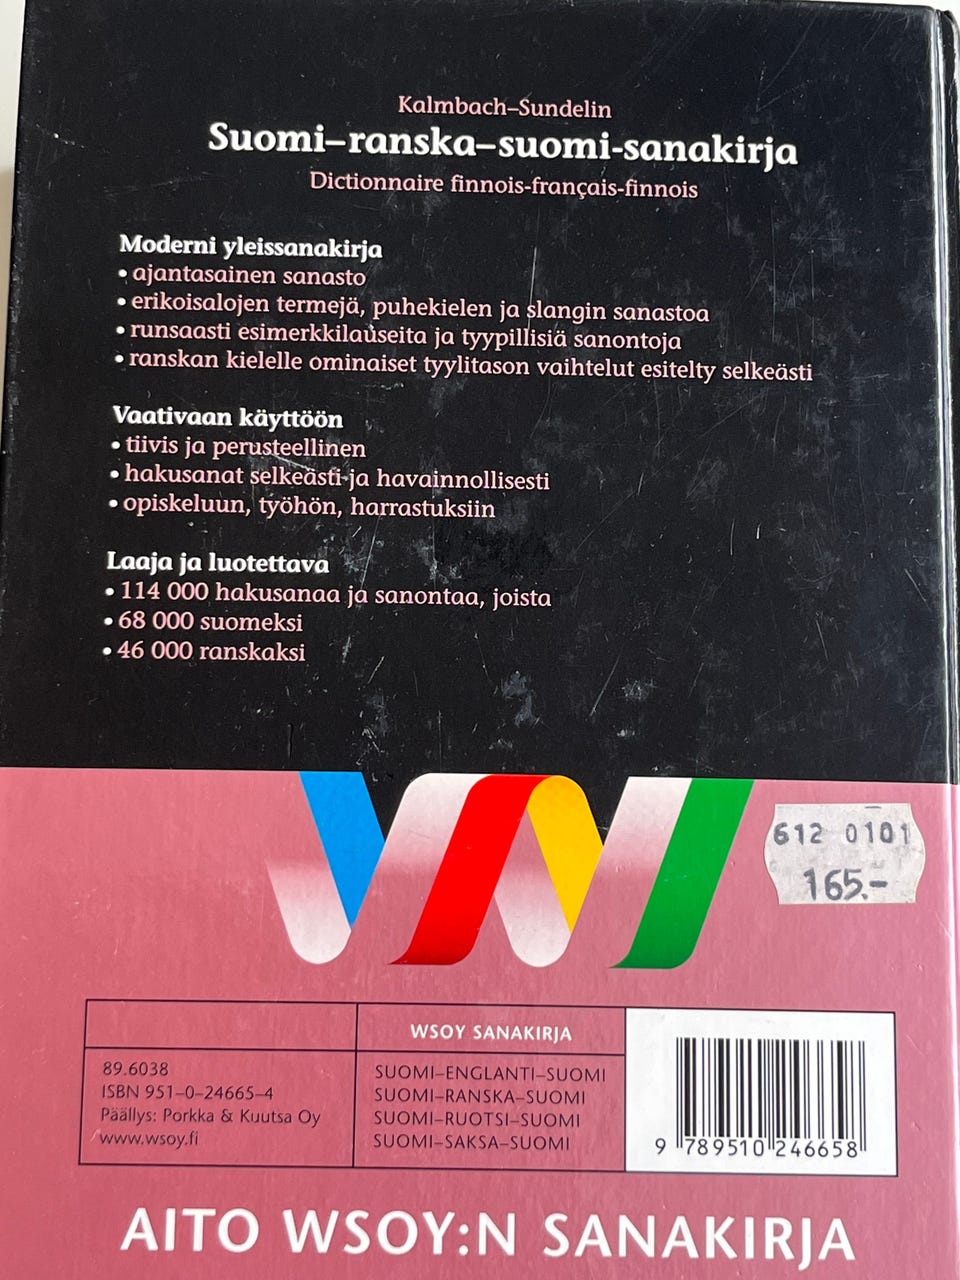 Kalmbach–Sundelin
Suomi–ranska–suomi-sanakirja
Dictionnaire finnois-français-finnois
Moderni yleissanakirja
• ajantasainen sanasto
• erikoisalojen termejä, puhekielen ja slangin sanastoa
• runsaasti esimerkkilauseita ja tyypillisiä sanontoja
• ranskan kielelle ominaiset tyylitason vaihtelut esitelty selkeästi
Vaativaan käyttöön
• tiivis ja perusteellinen
• hakusanat selkeästi ja havainnollisesti
• opiskeluun, työhön, harrastuksiin
Laaja ja luotettava
• 114 000 hakusanaa ja sanontaa, joista
• 68 000 suomeksi
• 46 000 ranskaksi
612 0101
165.-
WSOY SANAKIRJA
89.6038
ISBN 951–0–24665–4
Päällys: Porkka & Kuutsa Oy
www.wsoy.fi
SUOMI–ENGLANTI–SUOMI
SUOMI–RANSKA–SUOMI
SUOMI–RUOTSI–SUOMI
SUOMI–SAKSA–SUOMI
9 789510 246658
AITO WSOY:N SANAKIRJA